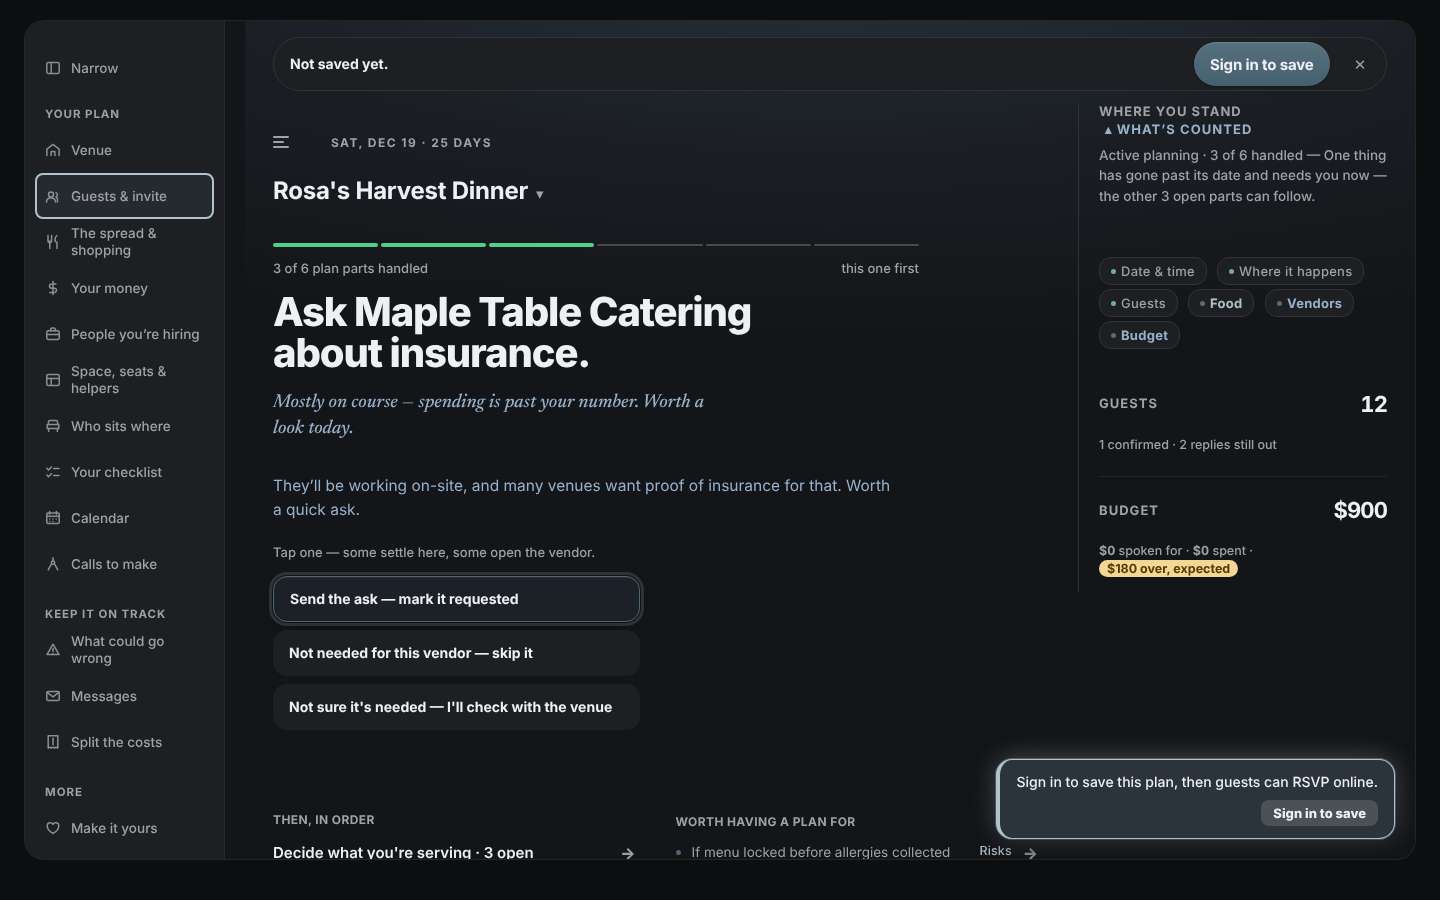 Narrow
YOUR PLAN
Venue
Guests & invite
The spread &
shopping
Your money
People you're hiring
Space, seats &
helpers
Who sits where
Your checklist
Calendar
Calls to make
KEEP IT ON TRACK
What could go
wrong
Messages
Split the costs
MORE
Make it yours
Not saved yet.
Sign in to save
×
SAT, DEC 19 · 25 DAYS
Rosa's Harvest Dinner ▾
3 of 6 plan parts handled
this one first
Ask Maple Table Catering
about insurance.
Mostly on course – spending is past your number. Worth a
look today.
They'll be working on-site, and many venues want proof of insurance for that. Worth
a quick ask.
Tap one — some settle here, some open the vendor.
Send the ask — mark it requested
Not needed for this vendor — skip it
Not sure it's needed — I'll check with the venue
THEN, IN ORDER
Decide what you're serving · 3 open →
WORTH HAVING A PLAN FOR
• If menu locked before allergies collected
Risks →
WHERE YOU STAND
▴ WHAT'S COUNTED
Active planning · 3 of 6 handled — One thing
has gone past its date and needs you now —
the other 3 open parts can follow.
• Date & time
• Where it happens
• Guests
• Food
• Vendors
• Budget
GUESTS 12
1 confirmed · 2 replies still out
BUDGET $900
$0 spoken for · $0 spent ·
$180 over, expected
Sign in to save this plan, then guests can RSVP online.
Sign in to save